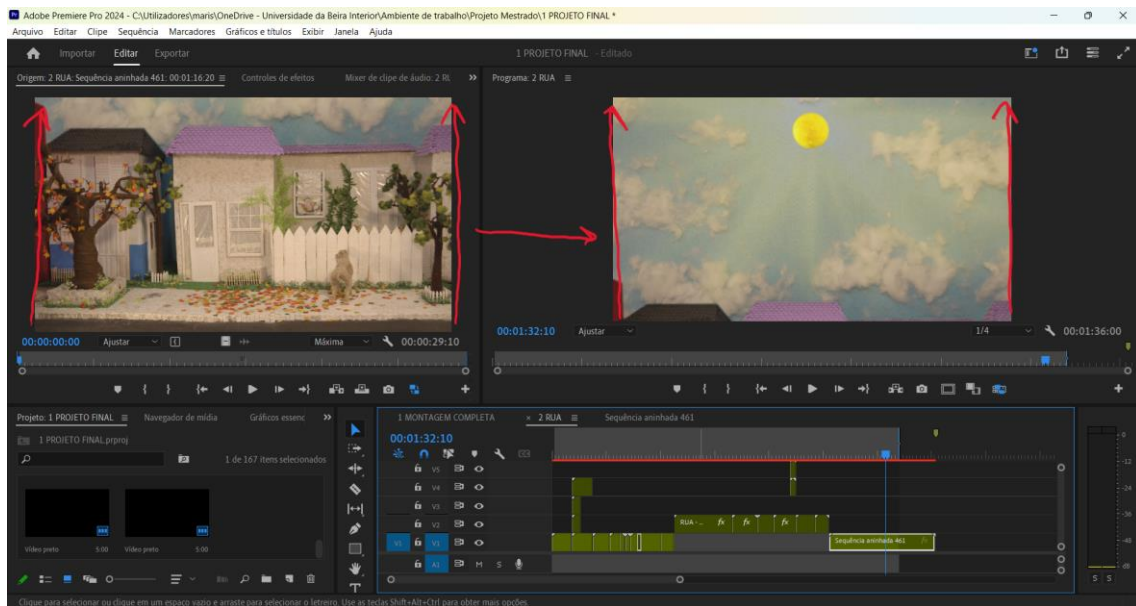 Adobe Premiere Pro 2024 - C:\Utilizadores\maris\OneDrive - Universidade da Beira Interior\Ambiente de trabalho\Projeto Mestrado\1 PROJETO FINAL *
Arquivo Editar Clipe Sequência Marcadores Gráficos e títulos Exibir Janela Ajuda
Importar Editar Exportar 1 PROJETO FINAL - Editado
Origem: 2 RUA: Sequência aninhada 461: 00:01:16:20 Controles de efeitos Mixer de clipe de áudio: 2 RU Programa: 2 RUA
00:00:00:00 Ajustar Máxima 00:00:29:10
00:01:32:10 Ajustar 1/4 00:01:36:00
Projeto: 1 PROJETO FINAL Navegador de mídia Gráficos essenc
1 PROJETO FINAL.prproj
1 de 167 itens selecionados
Vídeo preto 5:00 Vídeo preto 5:00
1 MONTAGEM COMPLETA × 2 RUA Sequência aninhada 461
00:01:32:10
V5
V4
V3
V2 RUA -... fx fx fx
V1 V1 Sequência aninhada 461 fx
A1 M S
0
-12
-24
-36
-48
dB
S S
Clique para selecionar ou clique em um espaço vazio e arraste para selecionar o letreiro. Use as teclas Shift+Alt+Ctrl para obter mais opções.